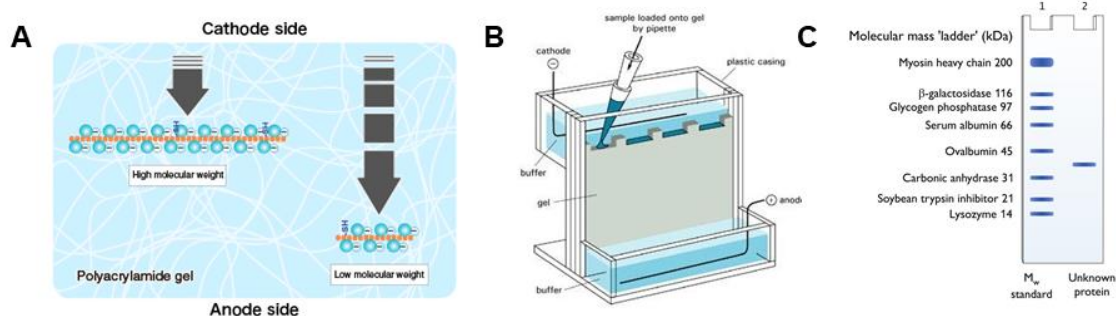 A
Cathode side
SH
SH
High molecular weight
SH
Low molecular weight
Polyacrylamide gel
Anode side
B
sample loaded onto gel
by pipette
cathode
plastic casing
buffer
gel
anode
buffer
C
1 2
Molecular mass 'ladder' (kDa)
Myosin heavy chain 200
β-galactosidase 116
Glycogen phosphatase 97
Serum albumin 66
Ovalbumin 45
Carbonic anhydrase 31
Soybean trypsin inhibitor 21
Lysozyme 14
Mw
standard
Unknown
protein